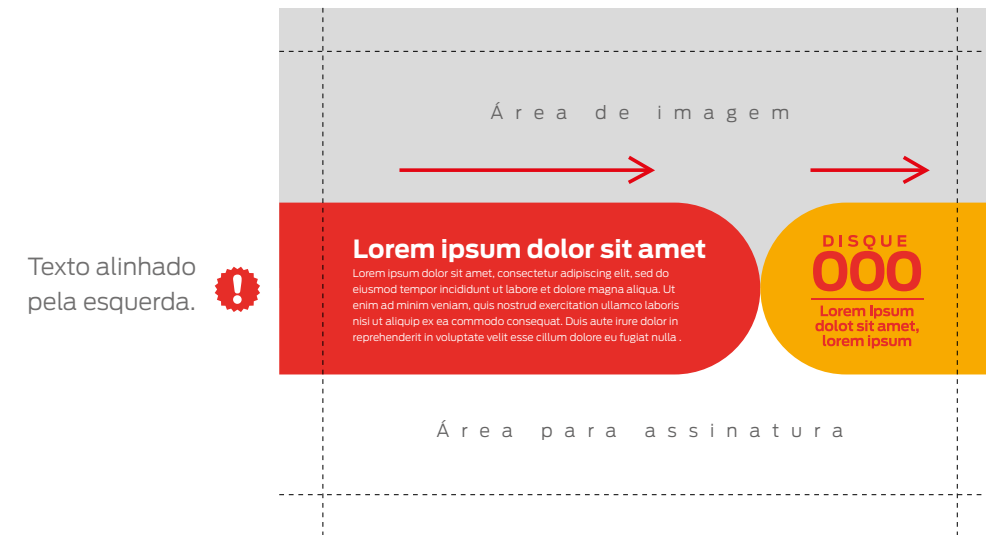 Área de imagem
Texto alinhado
pela esquerda.
Lorem ipsum dolor sit amet
Lorem ipsum dolor sit amet, consectetur adipiscing elit, sed do
eiusmod tempor incididunt ut labore et dolore magna aliqua. Ut
enim ad minim veniam, quis nostrud exercitation ullamco laboris
nisi ut aliquip ex ea commodo consequat. Duis aute irure dolor in
reprehenderit in voluptate velit esse cillum dolore eu fugiat nulla .
DISQUE
000
Lorem Ipsum
dolot sit amet,
lorem ipsum
Área para assinatura